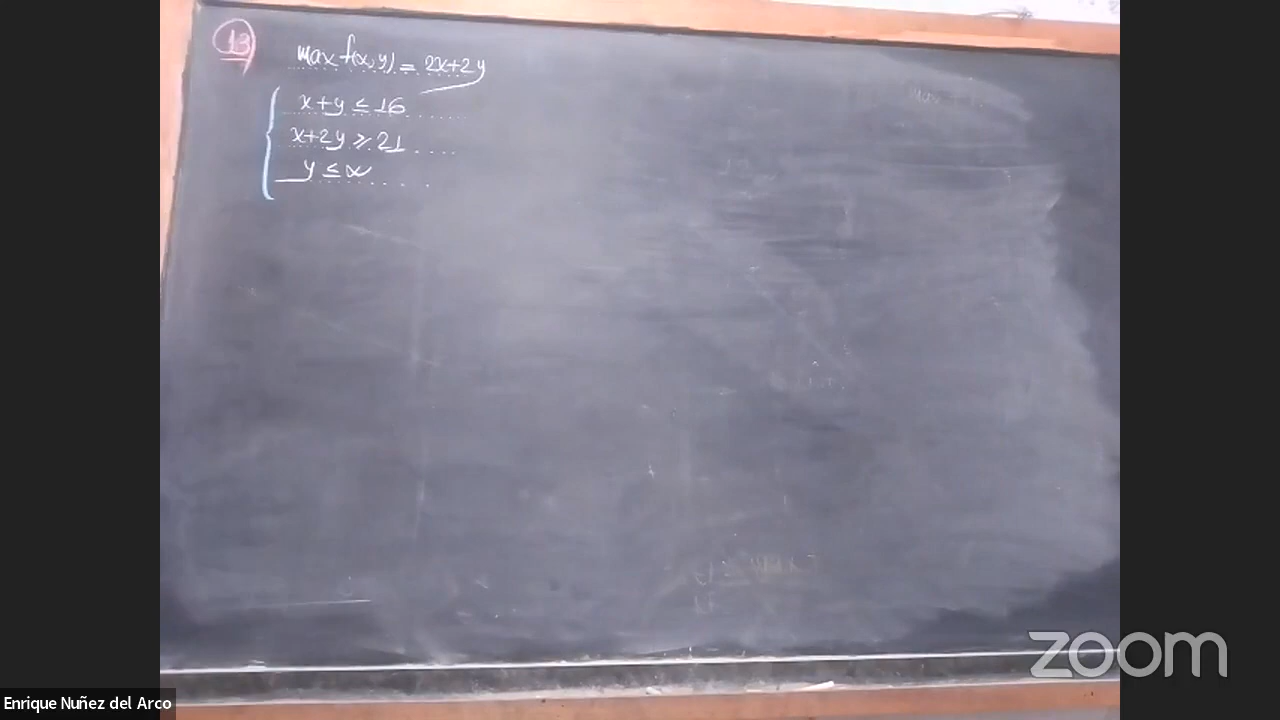 13
max f(x,y) = 2x+2y
x+y ≤ 16
x+2y ≥ 21
y ≤ x
zoom
Enrique Nuñez del Arco